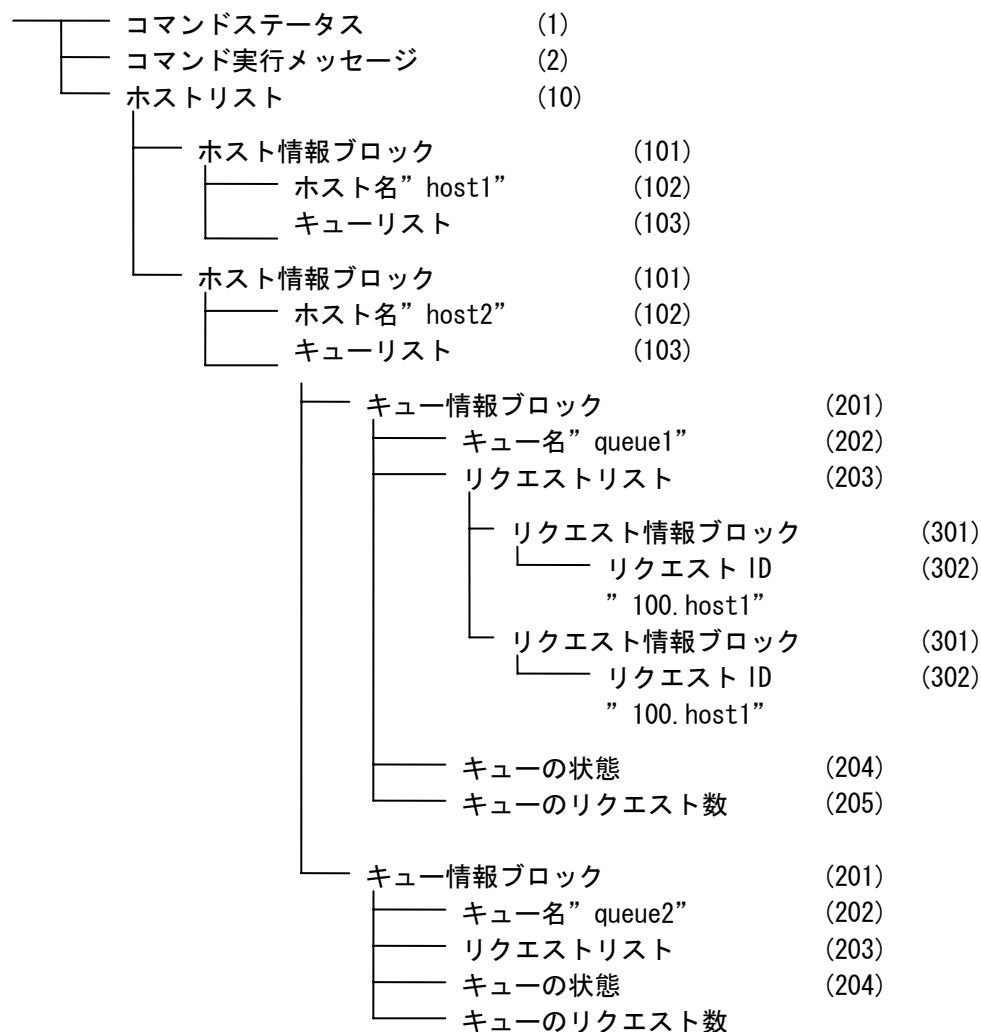 コマンドステータス (1)
コマンド実行メッセージ (2)
ホストリスト (10)
ホスト情報ブロック (101)
ホスト名”host1” (102)
キューリスト (103)
ホスト情報ブロック (101)
ホスト名”host2” (102)
キューリスト (103)
キュー情報ブロック (201)
キュー名”queue1” (202)
リクエストリスト (203)
リクエスト情報ブロック (301)
リクエスト ID (302)
”100.host1”
リクエスト情報ブロック (301)
リクエスト ID (302)
”100.host1”
キューの状態 (204)
キューのリクエスト数 (205)
キュー情報ブロック (201)
キュー名”queue2” (202)
リクエストリスト (203)
キューの状態 (204)
キューのリクエスト数